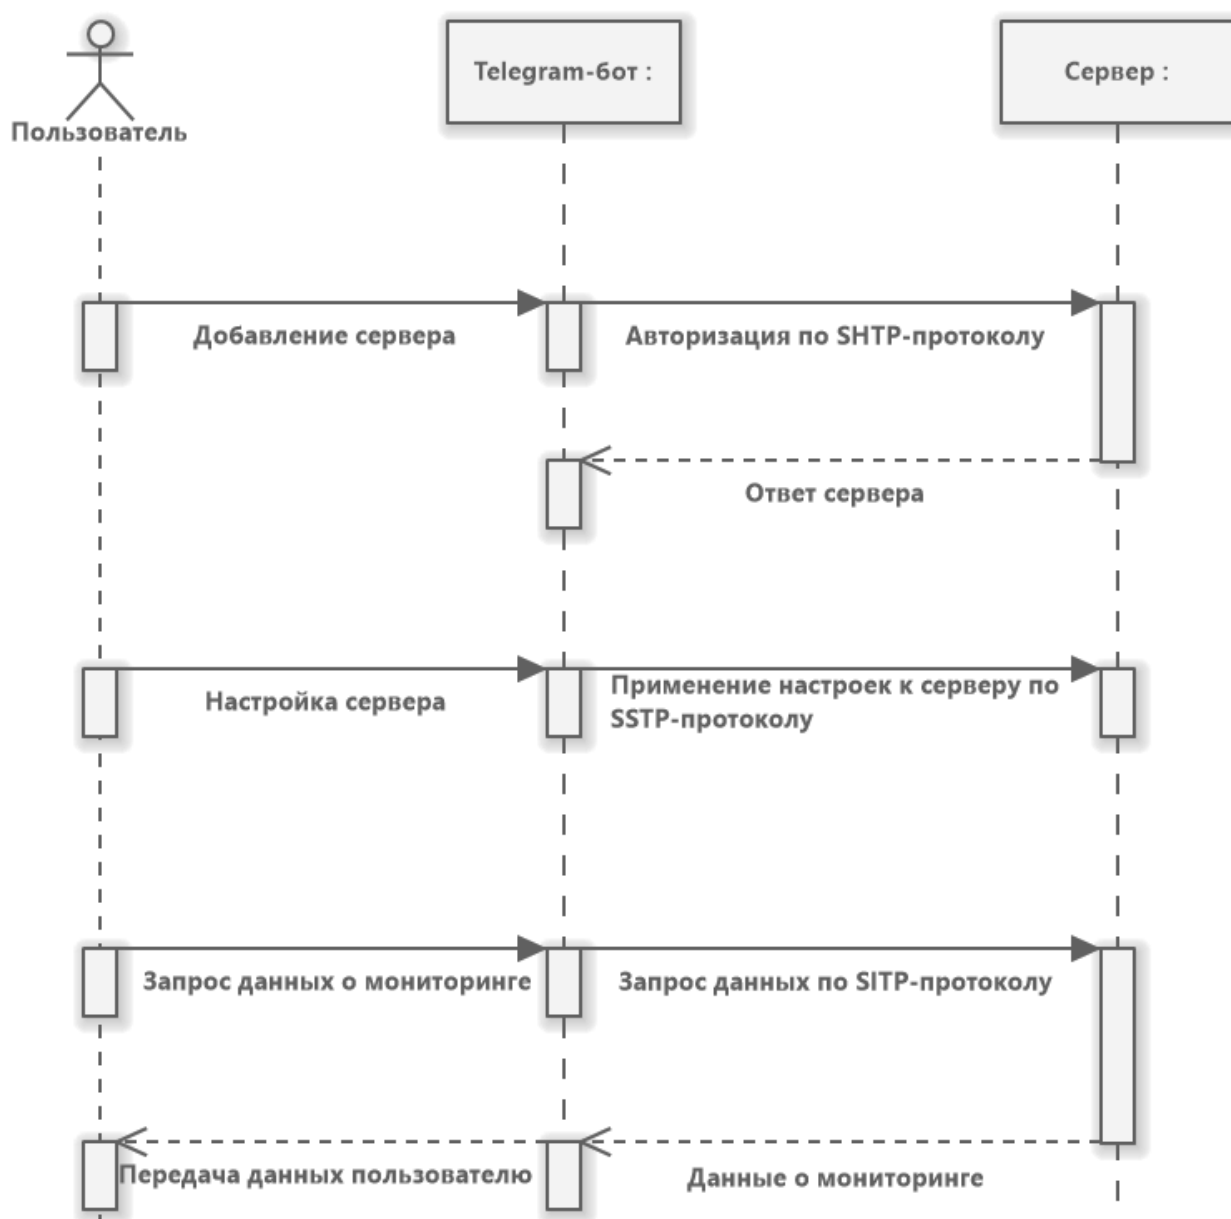 Telegram-бот :
Сервер :
Пользователь
Добавление сервера
Авторизация по SHTP-протоколу
Ответ сервера
Настройка сервера
Применение настроек к серверу по
SSTP-протоколу
Запрос данных о мониторинге
Запрос данных по SITP-протоколу
Передача данных пользователю
Данные о мониторинге